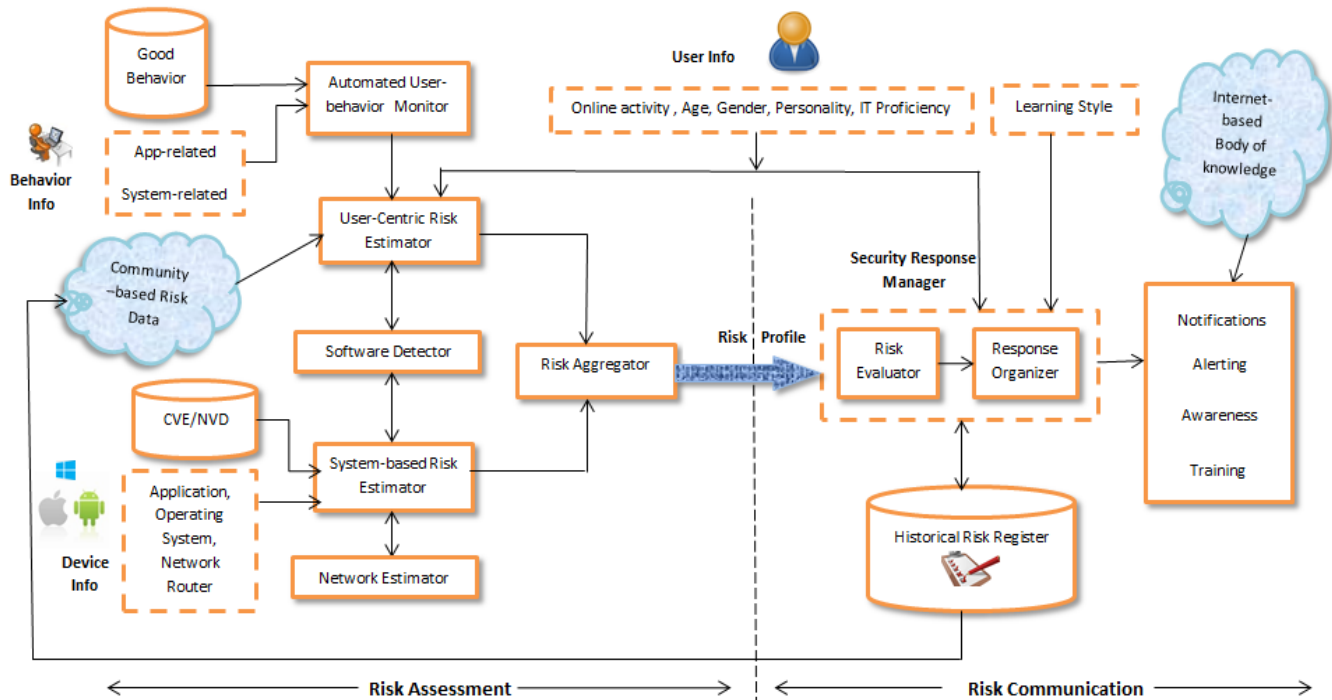 User Info
Good
Behavior
Automated User-
behavior Monitor
Online activity , Age, Gender, Personality, IT Proficiency
Learning Style
Internet-
based
Body of
knowledge
Behavior
Info
App-related
System-related
User-Centric Risk
Estimator
Community
–based Risk
Data
Security Response
Manager
Software Detector
Risk Aggregator
Risk Profile
Risk
Evaluator
Response
Organizer
Notifications
Alerting
Awareness
Training
CVE/NVD
System-based Risk
Estimator
Application,
Operating
System,
Network
Router
Device
Info
Network Estimator
Historical Risk Register
Risk Assessment
Risk Communication